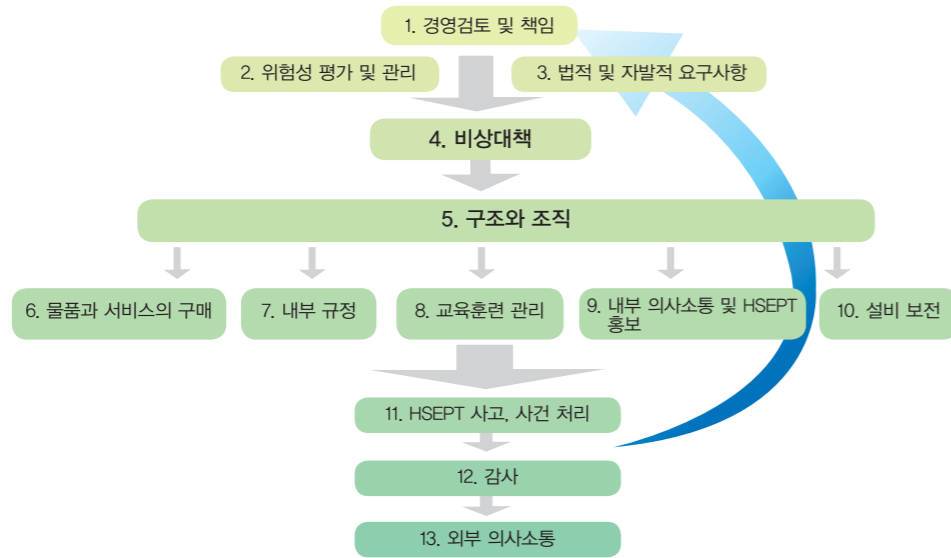 1. 경영검토 및 책임
2. 위험성 평가 및 관리
3. 법적 및 자발적 요구사항
4. 비상대책
5. 구조와 조직
6. 물품과 서비스의 구매
7. 내부 규정
8. 교육훈련 관리
9. 내부 의사소통 및 HSEPT
홍보
10. 설비 보전
11. HSEPT 사고, 사건 처리
12. 감사
13. 외부 의사소통